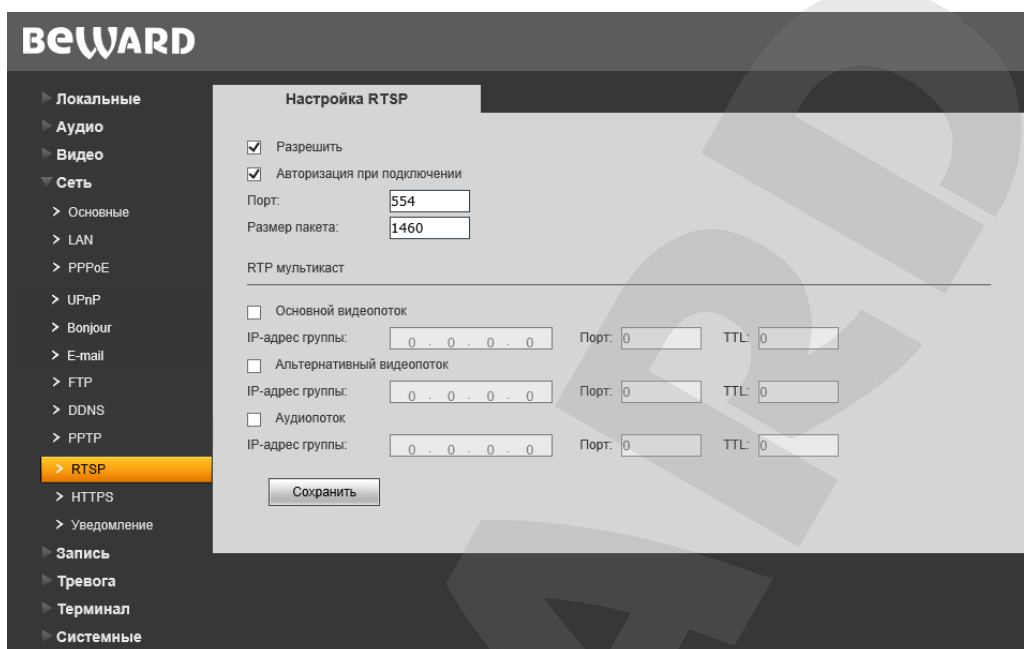 BEWARD
Локальные
Аудио
Видео
Сеть
Основные
LAN
PPPoE
UPnP
Bonjour
E-mail
FTP
DDNS
PPTP
RTSP
HTTPS
Уведомление
Запись
Тревога
Терминал
Системные
Настройка RTSP
Разрешить
Авторизация при подключении
Порт: 554
Размер пакета: 1460
RTP мультикаст
Основной видеопоток
IP-адрес группы: 0 . 0 . 0 . 0 Порт: 0 TTL: 0
Альтернативный видеопоток
IP-адрес группы: 0 . 0 . 0 . 0 Порт: 0 TTL: 0
Аудиопоток
IP-адрес группы: 0 . 0 . 0 . 0 Порт: 0 TTL: 0
Сохранить